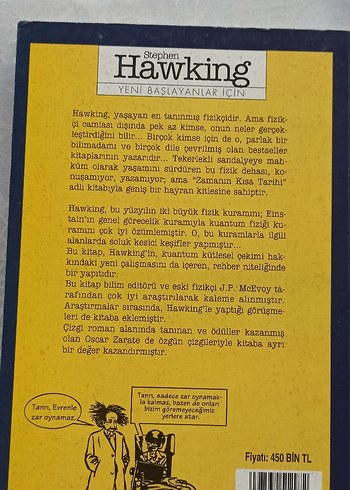 Stephen
Hawking
YENİ BAŞLAYANLAR İÇİN
Hawking, yaşayan en tanınmış fizikçidir. Ama fizik-
çi camiası dışında pek az kimse, onun neler gerçek-
leştirdiğini bilir... Birçok kimse için de o, parlak bir
bilimadamı ve birçok dile çevrilmiş olan bestseller
kitaplarının yazarıdır... Tekerlekli sandalyeye mah-
kûm olarak yaşamını sürdüren bu fizik dehası, ko-
nuşamıyor, yazamıyor; ama "Zamanın Kısa Tarihi"
adlı kitabıyla geniş bir hayran kitlesine sahiptir.
Hawking, bu yüzyılın iki büyük fizik kuramını; Eins-
tain'ın genel görecelik kuramıyla kuantum fiziği ku-
ramını çok iyi özümlemiştir. O, bu kuramlarla ilgili
alanlarda soluk kesici keşifler yapmıştır...
Bu kitap, Hawking'in, kuantum kütlesel çekimi hak-
kındaki yeni çalışmasını da içeren, rehber niteliğinde
bir yapıtıdır.
Bu kitap bilim editörü ve eski fizikçi J.P. McEvoy ta-
rafından çok iyi araştırılarak kaleme alınmıştır.
Araştırmalar sırasında, Hawking'le yaptığı görüşme-
leri de kitaba eklemiştir.
Çizgi roman alanında tanınan ve ödüller kazanmış
olan Oscar Zarate de özgün çizgileriyle kitaba ayrı
bir değer kazandırmıştır.
Tanrı, Evrenle
zar oynamaz.
Tanrı, sadece zar oynamak-
la kalmaz, bazen de onları
bizim göremeyeceğimiz
yerlere atar.
Fiyatı: 450 BİN TL